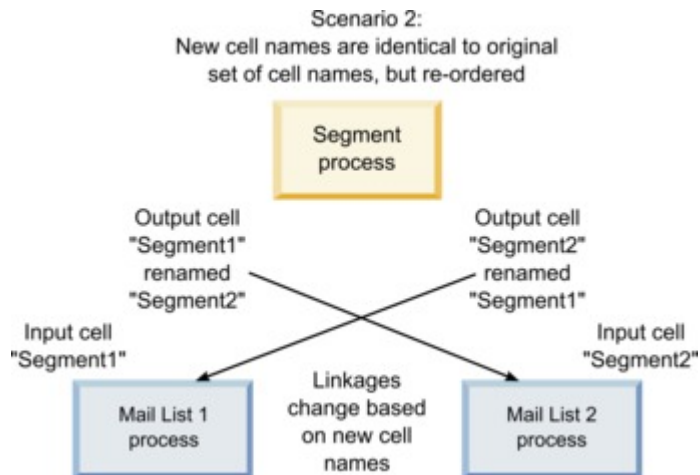 Scenario 2:
New cell names are identical to original
set of cell names, but re-ordered
Segment
process
Output cell
"Segment1"
renamed
"Segment2"
Output cell
"Segment2"
renamed
"Segment1"
Input cell
"Segment1"
Input cell
"Segment2"
Mail List 1
process
Linkages
change based
on new cell
names
Mail List 2
process